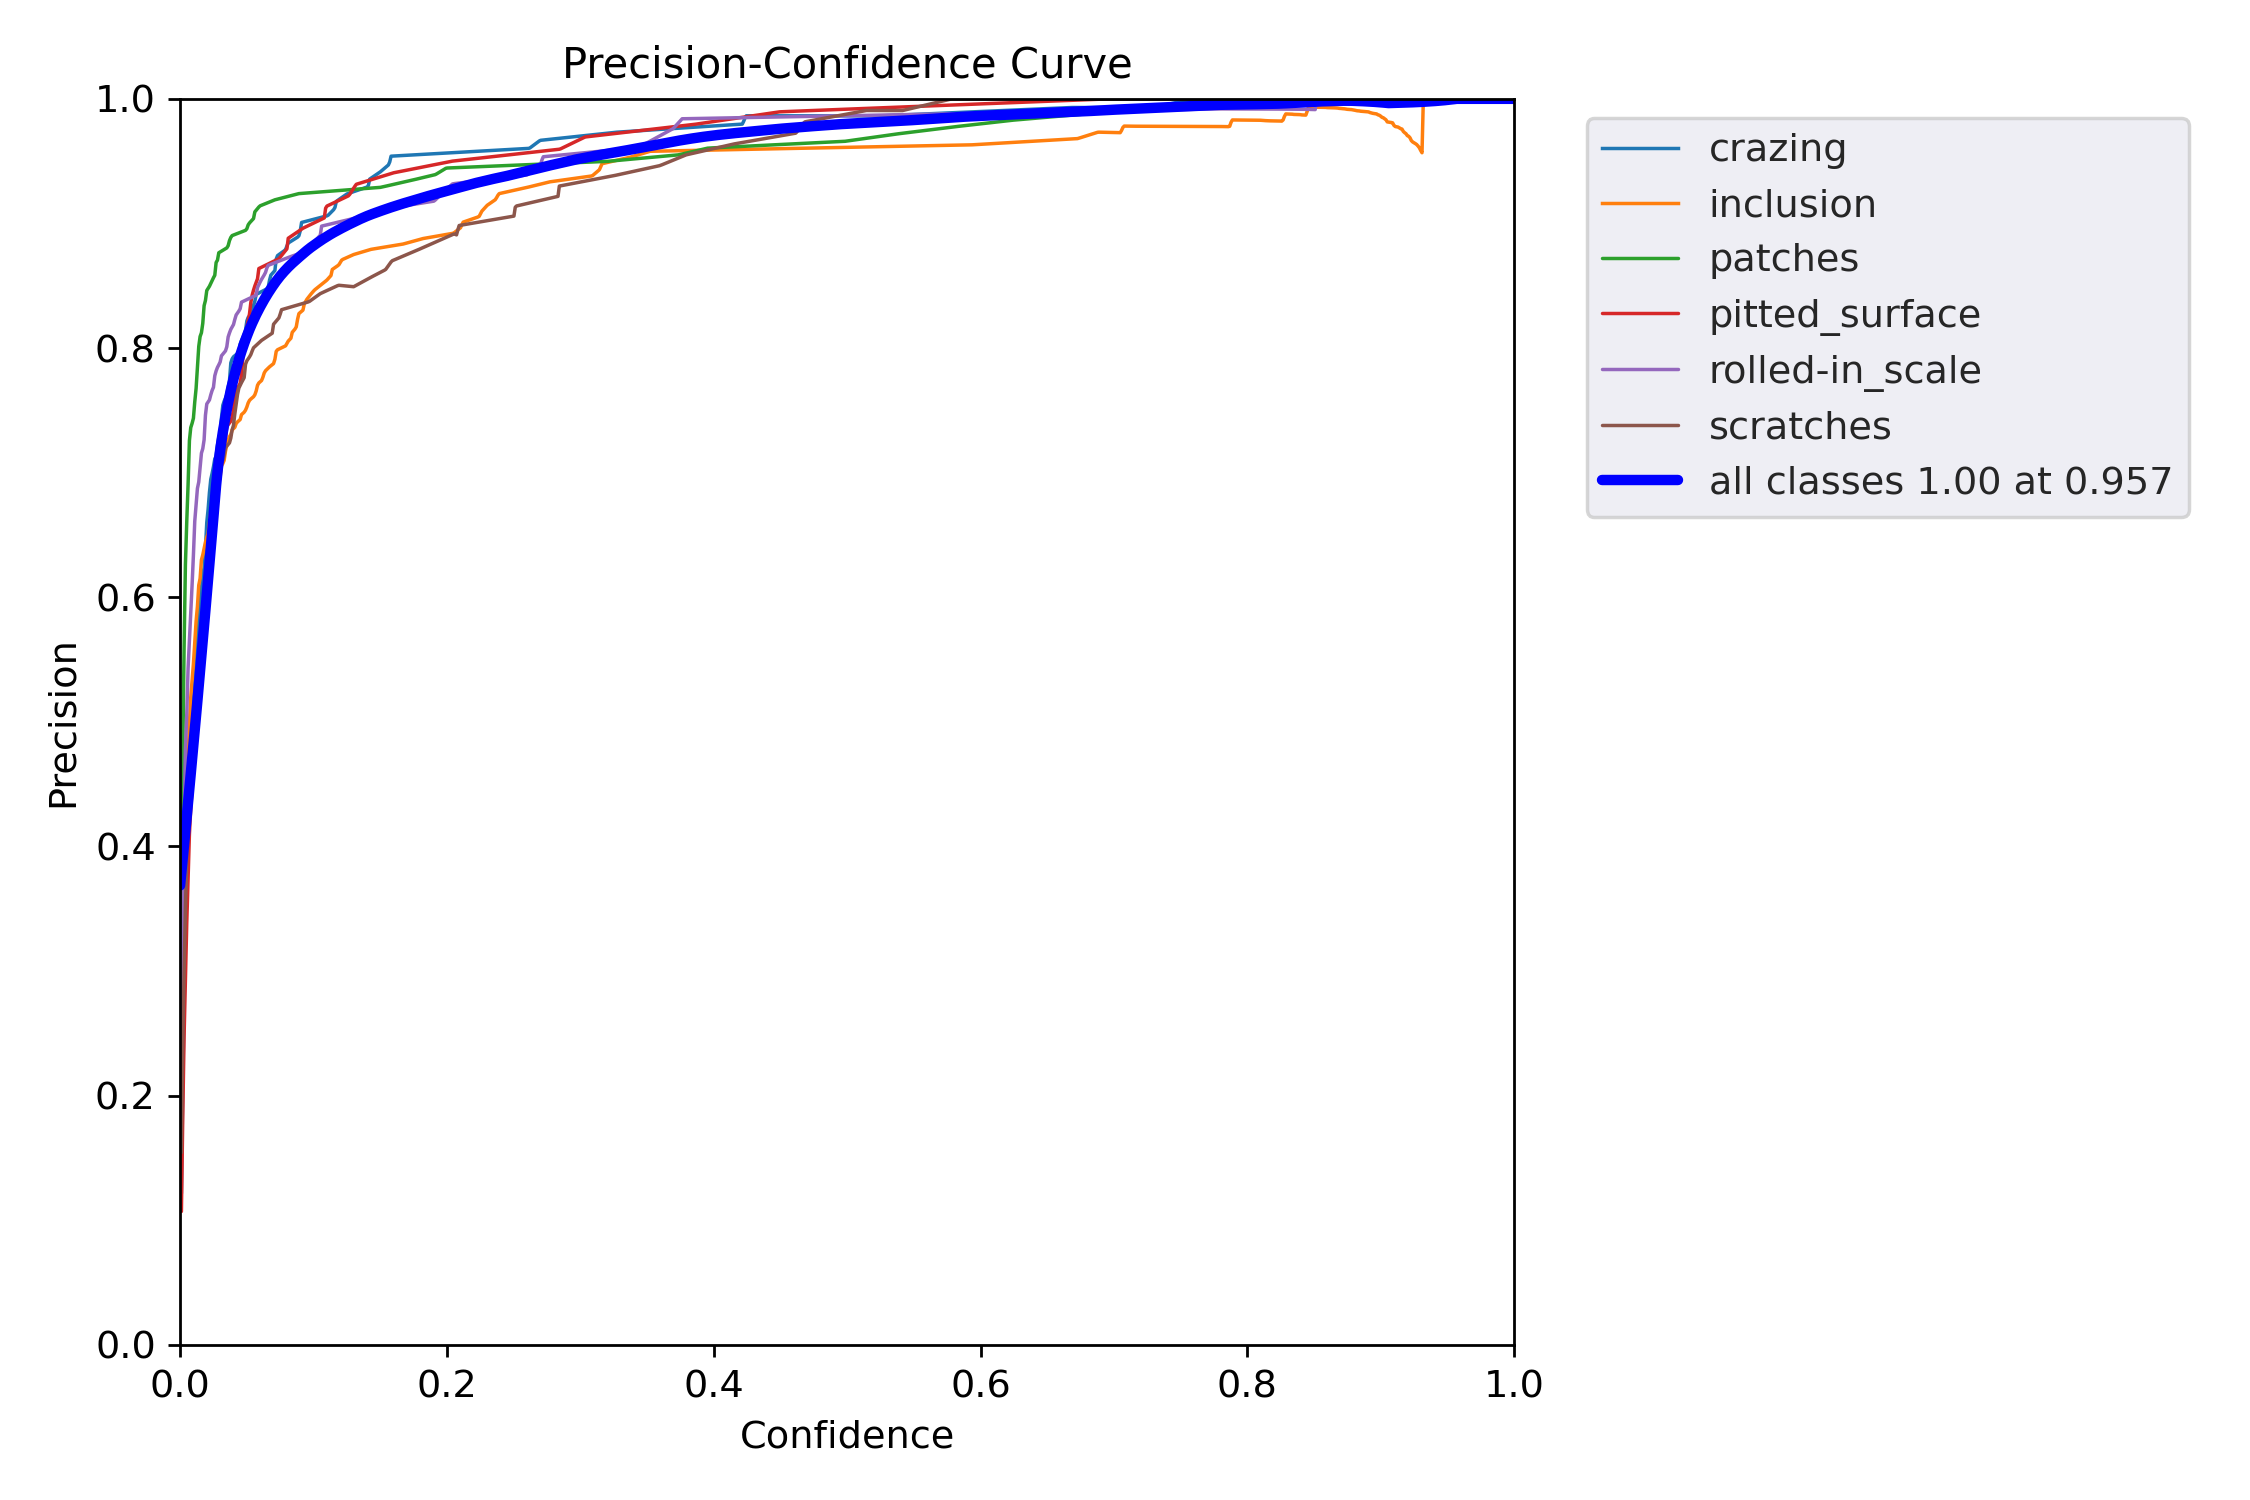 Precision-Confidence Curve
1.0
0.8
0.6
0.4
0.2
0.0
Precision
0.0 0.2 0.4 0.6 0.8 1.0
Confidence
crazing
inclusion
patches
pitted_surface
rolled-in_scale
scratches
all classes 1.00 at 0.957